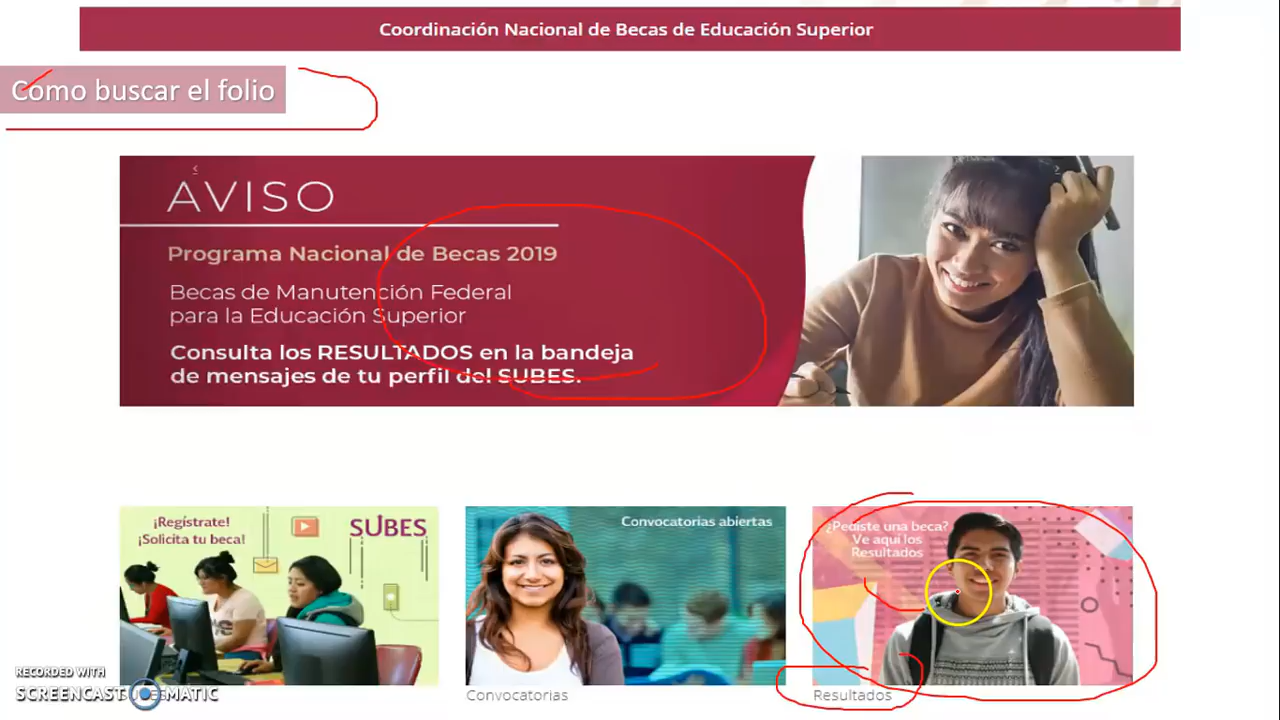 Coordinación Nacional de Becas de Educación Superior
Como buscar el folio
AVISO
Programa Nacional de Becas 2019
Becas de Manutención Federal
para la Educación Superior
Consulta los RESULTADOS en la bandeja
de mensajes de tu perfil del SUBES.
¡Regístrate!
¡Solicita tu beca!
SUBES
Convocatorias abiertas
¿Pediste una beca?
Ve aquí los
Resultados
RECORDED WITH
SCREENCAST MATIC
Convocatorias
Resultados